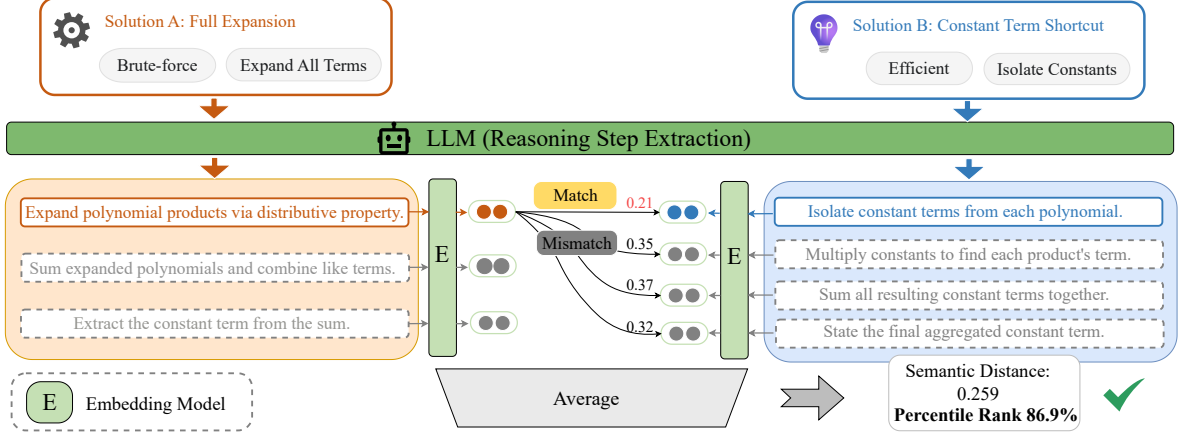 Solution A: Full Expansion
Brute-force
Expand All Terms
Solution B: Constant Term Shortcut
Efficient
Isolate Constants
LLM (Reasoning Step Extraction)
Expand polynomial products via distributive property.
Sum expanded polynomials and combine like terms.
Extract the constant term from the sum.
E
Match
Mismatch
0.21
0.35
0.37
0.32
E
Isolate constant terms from each polynomial.
Multiply constants to find each product's term.
Sum all resulting constant terms together.
State the final aggregated constant term.
E
Embedding Model
Average
Semantic Distance:
0.259
Percentile Rank 86.9%